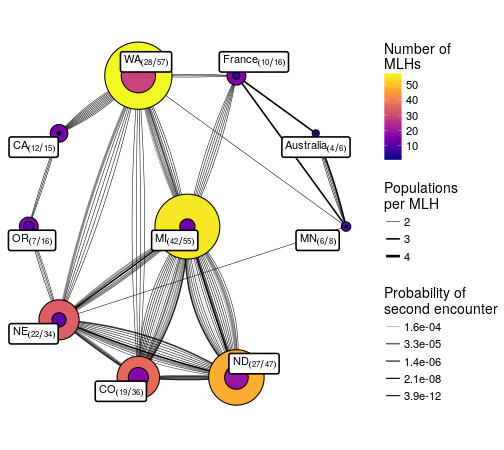 WA(28/57)
France(10/16)
CA(12/15)
Australia(4/6)
OR(7/16)
MI(42/55)
MN(6/8)
NE(22/34)
ND(27/47)
CO(19/36)
Number of
MLHs
50
40
30
20
10
Populations
per MLH
2
3
4
Probability of
second encounter
1.6e-04
3.3e-05
1.4e-06
2.1e-08
3.9e-12